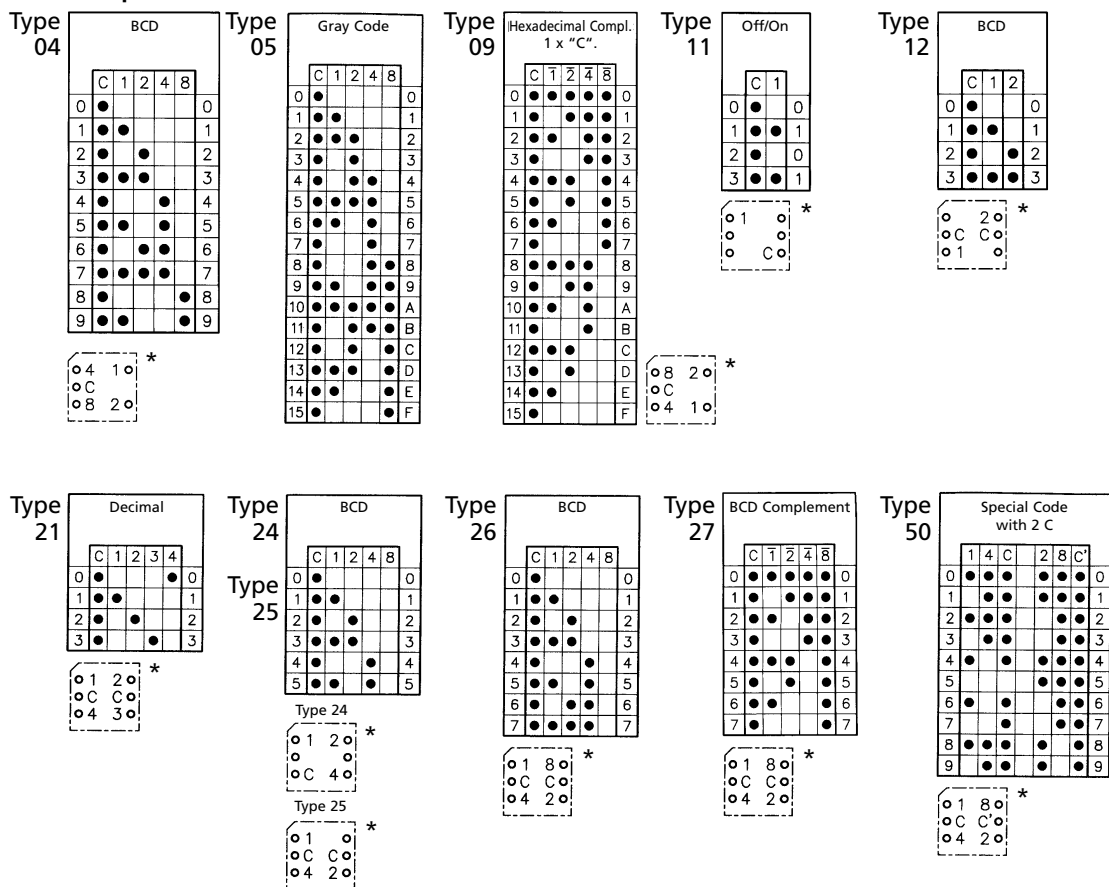 Type 04
BCD
C 1 2 4 8
0 0
1 1
2 2
3 3
4 4
5 5
6 6
7 7
8 8
9 9
4 1 *
C
8 2
Type 05
Gray Code
C 1 2 4 8
0 0
1 1
2 2
3 3
4 4
5 5
6 6
7 7
8 8
9 9
10 A
11 B
12 C
13 D
14 E
15 F
Type 09
Hexadecimal Compl.
1 x “C”.
C 1̅ 2̅ 4̅ 8̅
0 0
1 1
2 2
3 3
4 4
5 5
6 6
7 7
8 8
9 9
10 A
11 B
12 C
13 D
14 E
15 F
8 2 *
C
4 1
Type 11
Off/On
C 1
0 0
1 1
2 0
3 1
1 *
C
Type 12
BCD
C 1 2
0 0
1 1
2 2
3 3
2 *
C C
1
Type 21
Decimal
C 1 2 3 4
0 0
1 1
2 2
3 3
1 2 *
C C
4 3
Type 24
Type 25
BCD
C 1 2 4 8
0 0
1 1
2 2
3 3
4 4
5 5
Type 24
1 2 *
C 4
Type 25
1 *
C C
4 2
Type 26
BCD
C 1 2 4 8
0 0
1 1
2 2
3 3
4 4
5 5
6 6
7 7
1 8 *
C C
4 2
Type 27
BCD Complement
C 1̅ 2̅ 4̅ 8̅
0 0
1 1
2 2
3 3
4 4
5 5
6 6
7 7
1 8 *
C C
4 2
Type 50
Special Code
with 2 C
1 4 C 2 8 C'
0 0
1 1
2 2
3 3
4 4
5 5
6 6
7 7
8 8
9 9
1 8 *
C C'
4 2